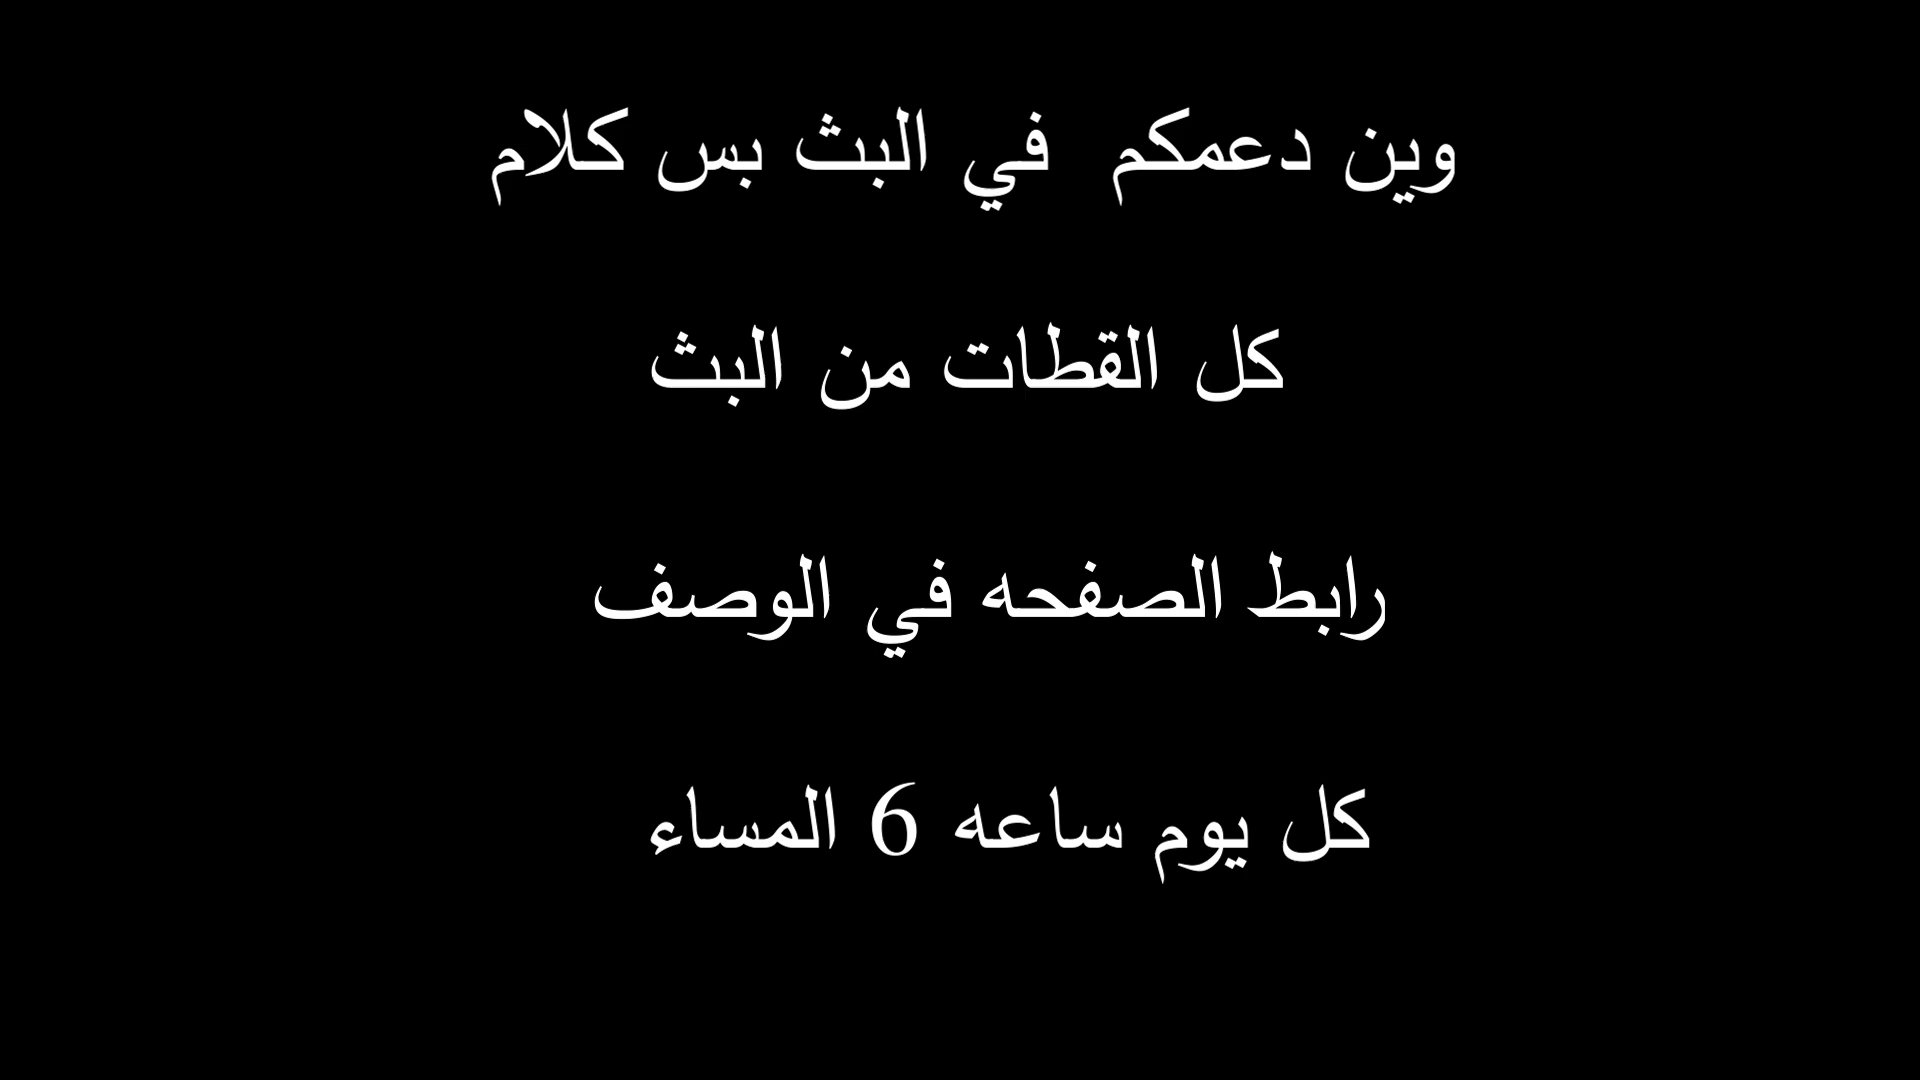 وين دعمكم في البث بس كلام
كل القطات من البث
رابط الصفحه في الوصف
كل يوم ساعه 6 المساء